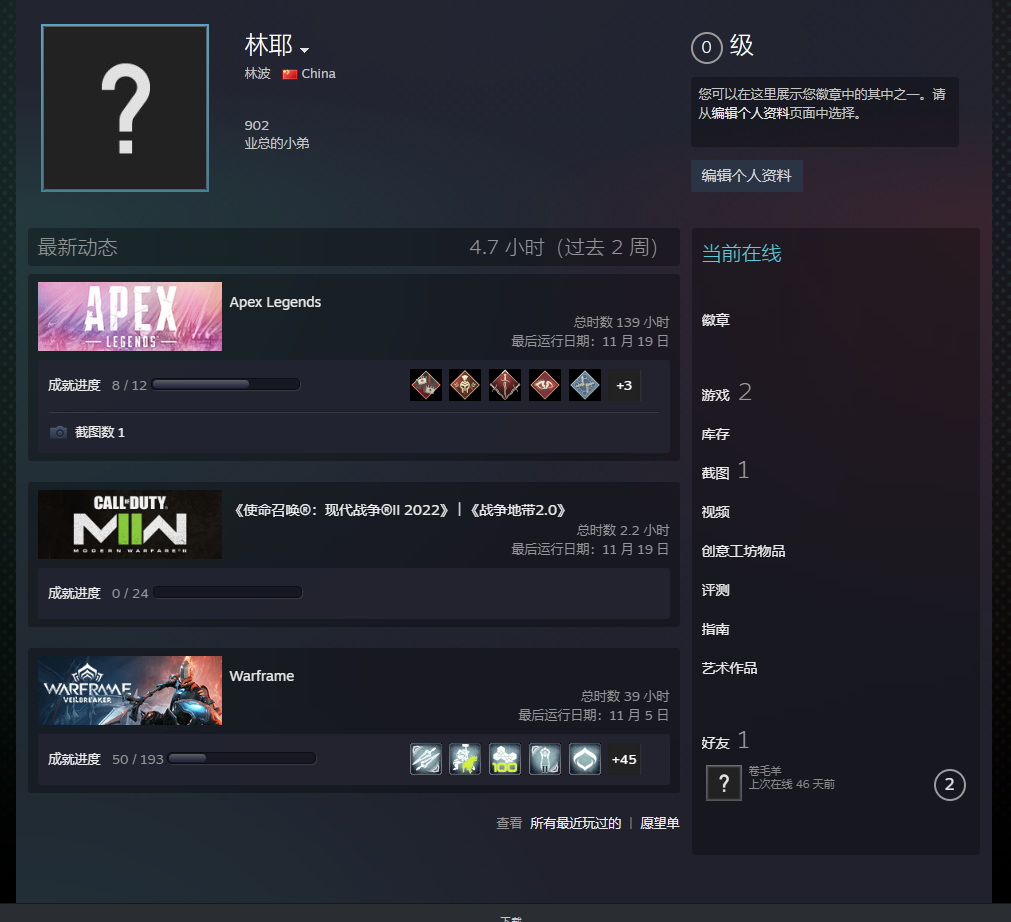 林耶
林波 China
902
业总的小弟
0 级
您可以在这里展示您徽章中的其中之一。请
从编辑个人资料页面中选择。
编辑个人资料
最新动态 4.7 小时（过去 2 周）
APEX
LEGENDS
Apex Legends
总时数 139 小时
最后运行日期：11 月 19 日
成就进度 8 / 12 +3
截图数 1
CALL OF DUTY
MWII
MODERN WARFARE II
《使命召唤®：现代战争®II 2022》 | 《战争地带2.0》
总时数 2.2 小时
最后运行日期：11 月 19 日
成就进度 0 / 24
WARFRAME
VEILBREAKER
Warframe
总时数 39 小时
最后运行日期：11 月 5 日
成就进度 50 / 193 100 +45
查看 所有最近玩过的 | 愿望单
当前在线
徽章
游戏 2
库存
截图 1
视频
创意工坊物品
评测
指南
艺术作品
好友 1
卷毛羊
上次在线 46 天前
2